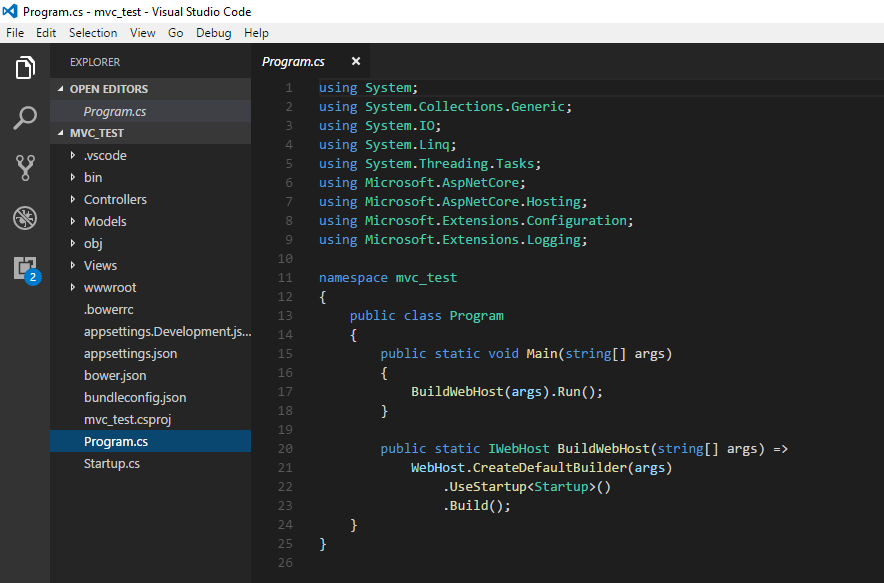 Program.cs - mvc_test - Visual Studio Code
File Edit Selection View Go Debug Help
EXPLORER
OPEN EDITORS
Program.cs
MVC_TEST
.vscode
bin
Controllers
Models
obj
Views
wwwroot
.bowerrc
appsettings.Development.js...
appsettings.json
bower.json
bundleconfig.json
mvc_test.csproj
Program.cs
Startup.cs
2
Program.cs ×
1 using System;
2 using System.Collections.Generic;
3 using System.IO;
4 using System.Linq;
5 using System.Threading.Tasks;
6 using Microsoft.AspNetCore;
7 using Microsoft.AspNetCore.Hosting;
8 using Microsoft.Extensions.Configuration;
9 using Microsoft.Extensions.Logging;
10
11 namespace mvc_test
12 {
13     public class Program
14     {
15         public static void Main(string[] args)
16         {
17             BuildWebHost(args).Run();
18         }
19
20         public static IWebHost BuildWebHost(string[] args) =>
21             WebHost.CreateDefaultBuilder(args)
22                 .UseStartup<Startup>()
23                 .Build();
24     }
25 }
26